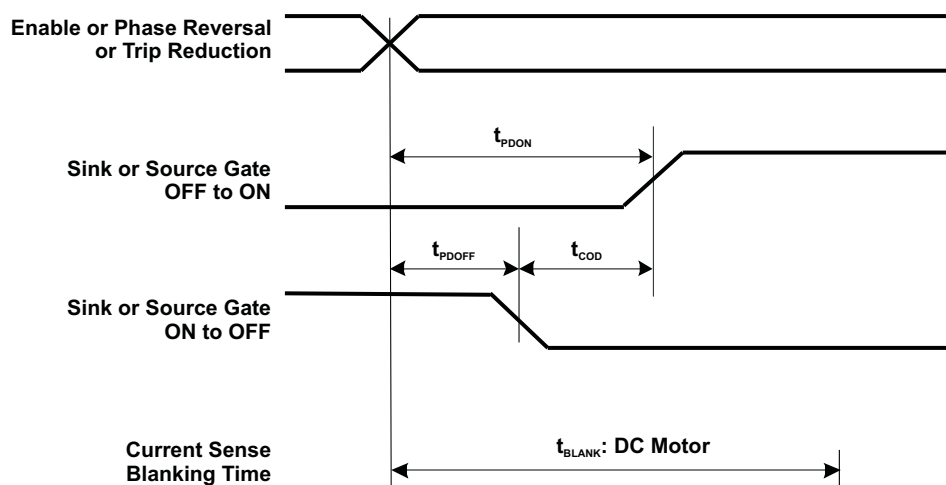 Enable or Phase Reversal
or Trip Reduction
tPDON
Sink or Source Gate
OFF to ON
tPDOFF
tCOD
Sink or Source Gate
ON to OFF
Current Sense
Blanking Time
tBLANK: DC Motor